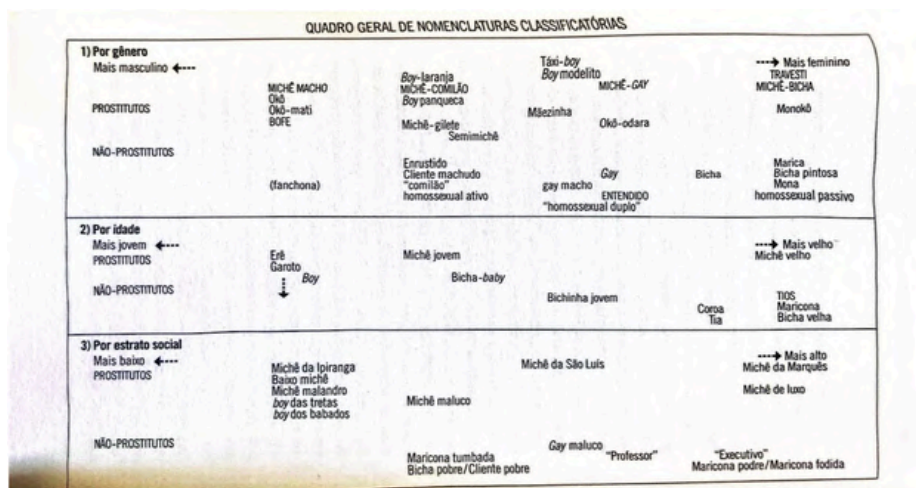 QUADRO GERAL DE NOMENCLATURAS CLASSIFICATÓRIAS
1) Por gênero
Mais masculino
Táxi-boy
Mais feminino
Boy-laranja
Boy modelito
TRAVESTI
MICHÊ MACHO
MICHÊ-COMILÃO
MICHÊ-GAY
MICHÊ-BICHA
Okô
Boy panqueca
PROSTITUTOS
Okô-mati
Mãezinha
Monokô
BOFE
Michê-gilete
Okô-odara
Semimichê
NÃO-PROSTITUTOS
Enrustido
Marica
Cliente machudo
Gay
Bicha
Bicha pintosa
(fanchona)
"comilão"
gay macho
Mona
homossexual ativo
ENTENDIDO
homossexual passivo
"homossexual duplo"
2) Por idade
Mais jovem
Mais velho
PROSTITUTOS
Erê
Michê jovem
Michê velho
Garoto
Boy
Bicha-baby
NÃO-PROSTITUTOS
Bichinha jovem
TIOS
Coroa
Maricona
Tia
Bicha velha
3) Por estrato social
Mais baixo
Mais alto
PROSTITUTOS
Michê da Ipiranga
Michê da São Luís
Michê da Marquês
Baixo michê
Michê malandro
Michê de luxo
boy das tretas
Michê maluco
boy dos babados
NÃO-PROSTITUTOS
Gay maluco
Maricona tumbada
"Professor"
"Executivo"
Bicha pobre/Cliente pobre
Maricona podre/Maricona fodida